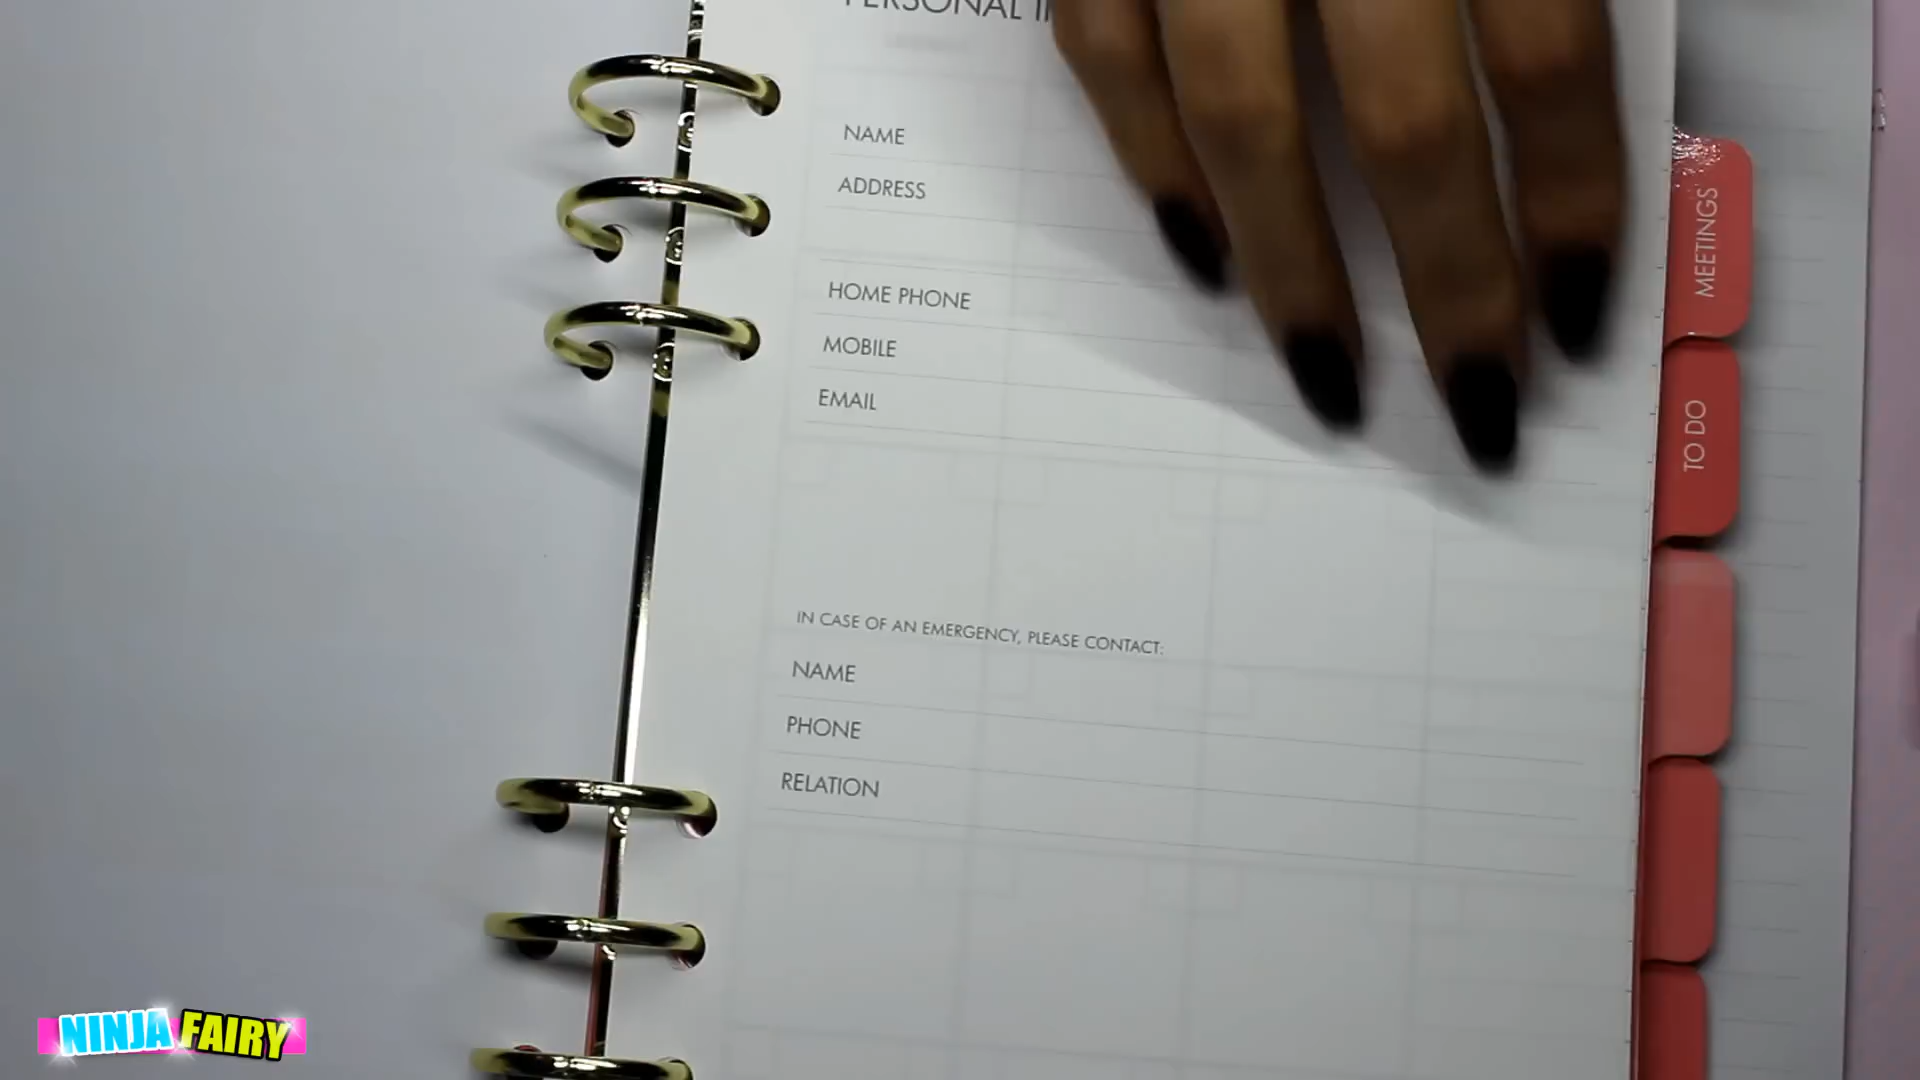 PERSONAL
NAME
ADDRESS
HOME PHONE
MOBILE
EMAIL
IN CASE OF AN EMERGENCY, PLEASE CONTACT:
NAME
PHONE
RELATION
MEETINGS
TO DO
NINJA FAIRY